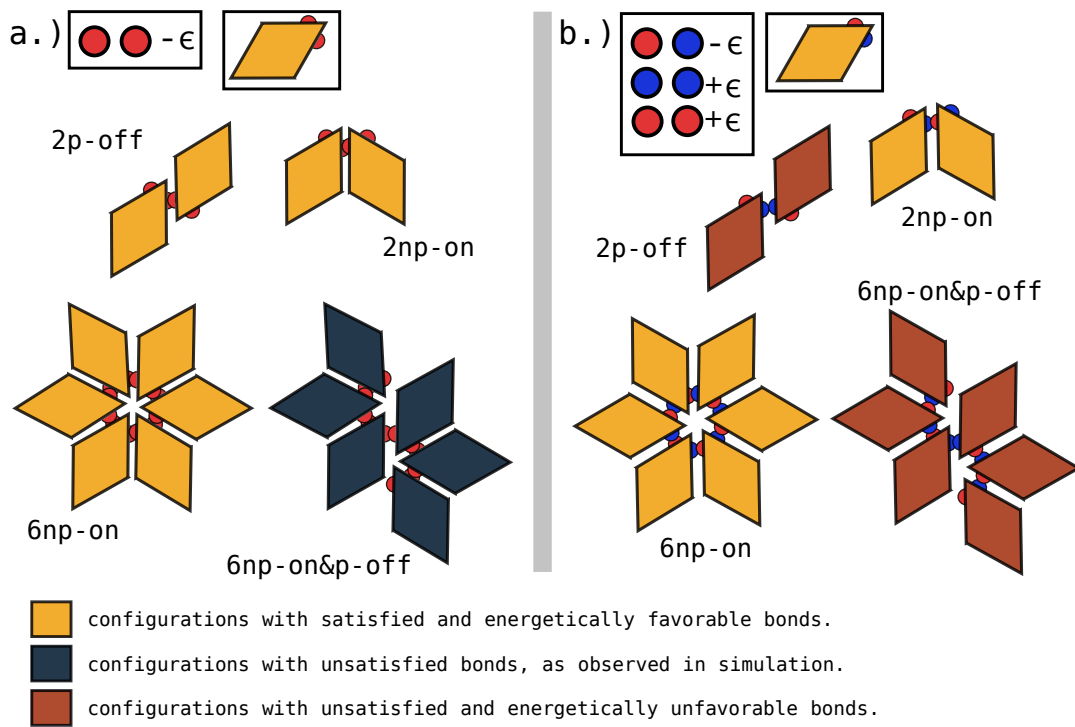 a.)
-ϵ
2p-off
2np-on
6np-on
6np-on&p-off
b.)
-ϵ
+ϵ
+ϵ
2p-off
2np-on
6np-on&p-off
6np-on
configurations with satisfied and energetically favorable bonds.
configurations with unsatisfied bonds, as observed in simulation.
configurations with unsatisfied and energetically unfavorable bonds.